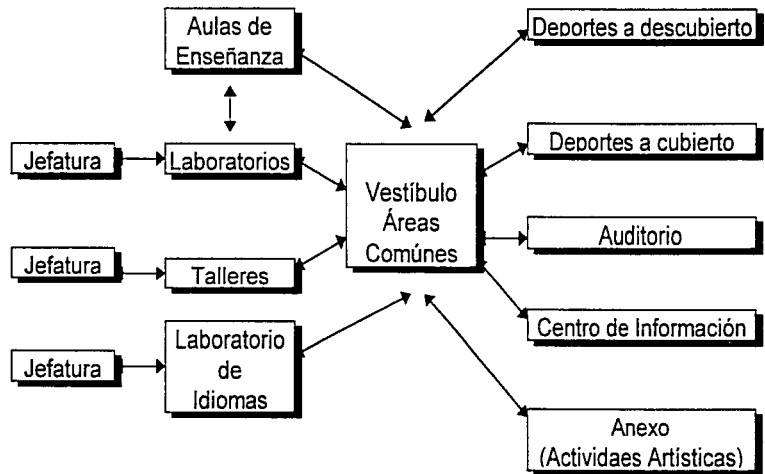 Aulas de
Enseñanza
Deportes a descubierto
Jefatura
Laboratorios
Deportes a cubierto
Vestíbulo
Áreas
Comúnes
Jefatura
Talleres
Auditorio
Jefatura
Laboratorio
de
Idiomas
Centro de Información
Anexo
(Actividaes Artísticas)